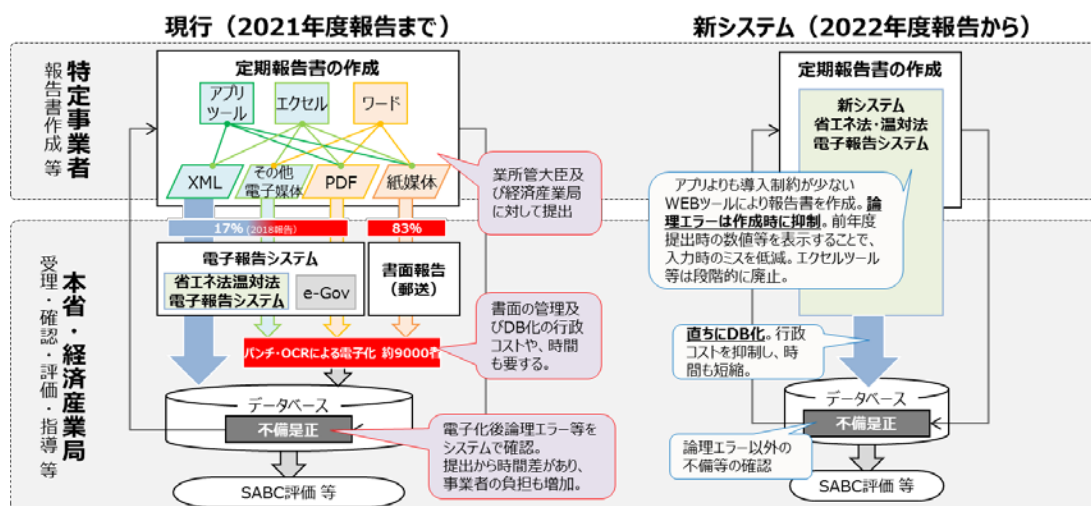 現行（2021年度報告まで）
新システム（2022年度報告から）
特定事業者
報告書作成 等
定期報告書の作成
アプリ
ツール
エクセル
ワード
XML
その他
電子媒体
PDF
紙媒体
業所管大臣及
び経済産業局
に対して提出
17%（2018報告）
83%
本省・経済産業局
受理・確認・評価・指導 等
電子報告システム
省エネ法温対法
電子報告システム
e-Gov
書面報告
（郵送）
書面の管理及
びDB化の行政
コストや、時間
も要する。
パンチ・OCRによる電子化 約9000者
データベース
不備是正
電子化後論理エラー等を
システムで確認。
提出から時間差があり、
事業者の負担も増加。
SABC評価 等
定期報告書の作成
新システム
省エネ法・温対法
電子報告システム
アプリよりも導入制約が少ない
WEBツールにより報告書を作成。論
理エラーは作成時に抑制。前年度
提出時の数値等を表示することで、
入力時のミスを低減。エクセルツール
等は段階的に廃止。
直ちにDB化。行政
コストを抑制し、時
間も短縮。
データベース
不備是正
論理エラー以外の
不備等の確認
SABC評価 等